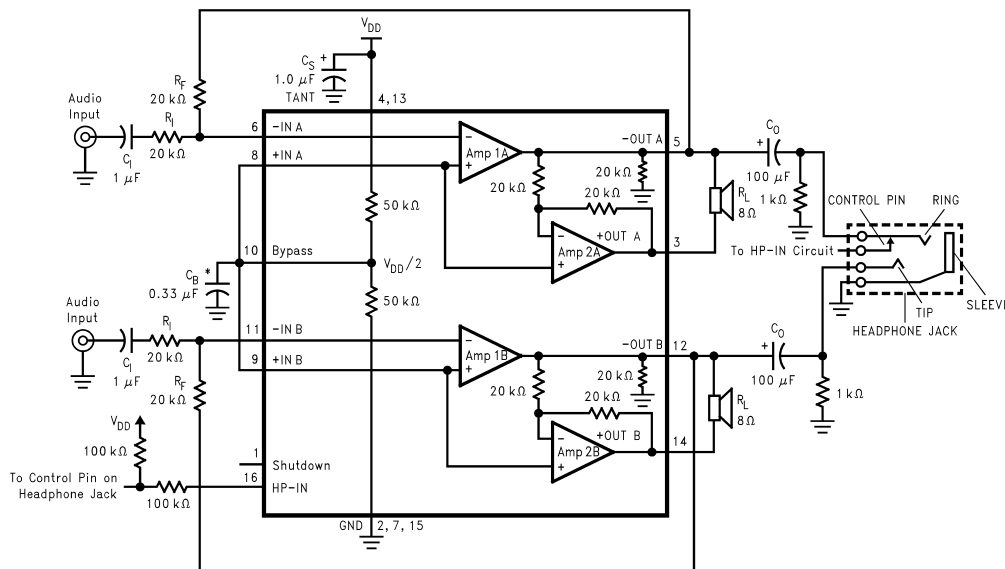 VDD
CS
+
1.0 μF
TANT
4, 13
RF
20 kΩ
Audio
Input
RI
20 kΩ
CI
1 μF
6
-IN A
8
+IN A
-
Amp 1A
+
-OUT A
5
20 kΩ
20 kΩ
20 kΩ
50 kΩ
-
Amp 2A
+
+OUT A
3
RL
8Ω
+
CO
100 μF
1 kΩ
CONTROL PIN
RING
To HP-IN Circuit
TIP
SLEEVE
HEADPHONE JACK
10
Bypass
VDD/2
CB
*
0.33 μF
50 kΩ
Audio
Input
RI
20 kΩ
CI
1 μF
RF
20 kΩ
11
-IN B
9
+IN B
-
Amp 1B
+
-OUT B
12
20 kΩ
20 kΩ
20 kΩ
-
Amp 2B
+
+OUT B
14
RL
8Ω
CO
+
100 μF
1 kΩ
VDD
100 kΩ
1
Shutdown
16
HP-IN
To Control Pin on
Headphone Jack
100 kΩ
GND
2, 7, 15